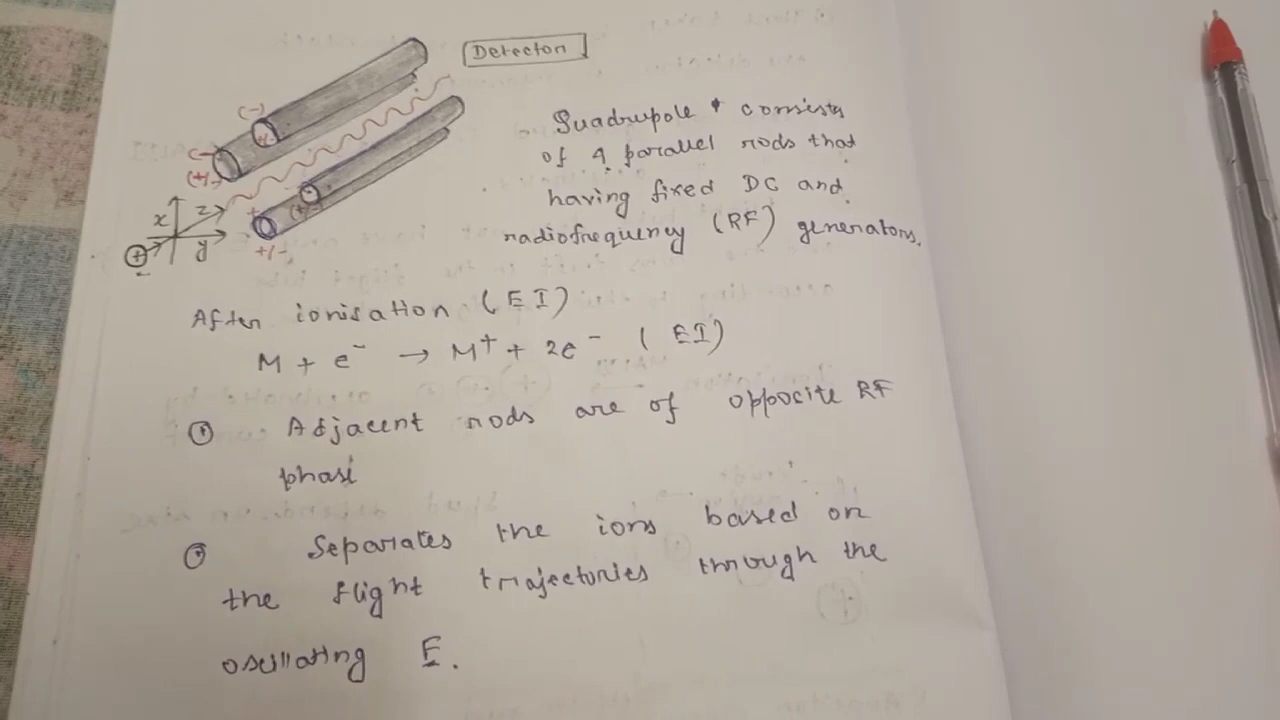 Detector
(-)
+/-
(-
(+/-
x
z
y
(+)
+
+/-
Quadrupole consists
of 4 parallel rods that
having fixed DC and
radiofrequency (RF) generators.
After ionisation (EI)
M + e⁻ → M⁺ + 2e⁻ (EI)
Adjacent rods are of opposite RF
phase
Separates the ions based on
the flight trajectories through the
oscillating E.